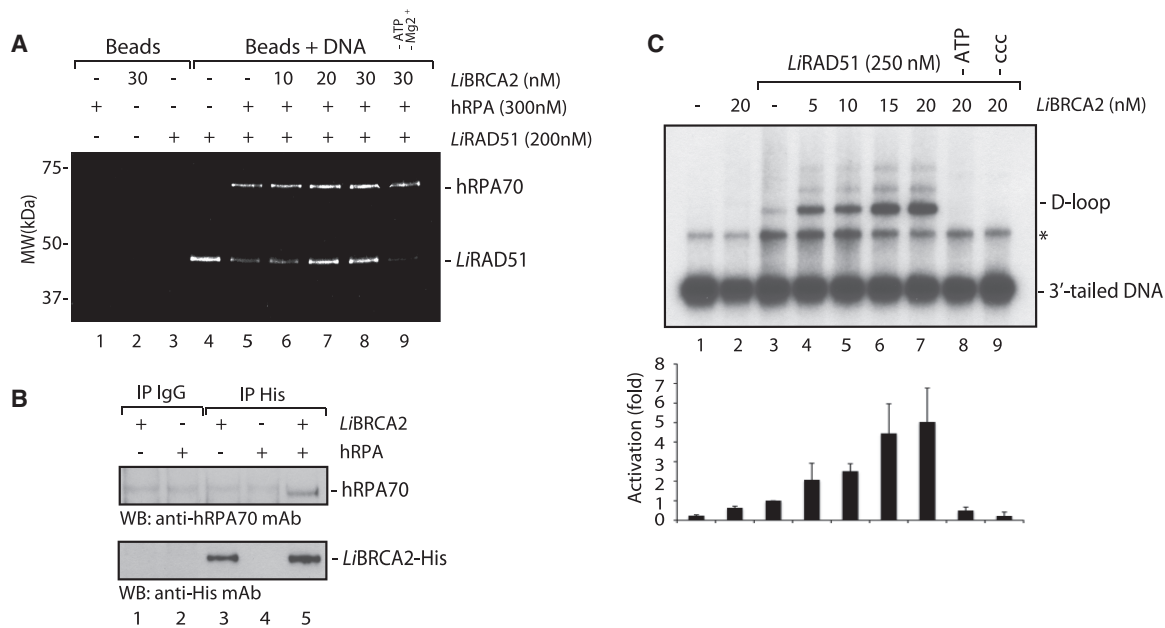 A
Beads
Beads + DNA
- ATP
- Mg2 +
- 30 - - - 10 20 30 30 LiBRCA2 (nM)
+ - - - + + + + + hRPA (300nM)
- - + + + + + + + LiRAD51 (200nM)
MW(kDa)
75-
50-
37-
- hRPA70
- LiRAD51
1 2 3 4 5 6 7 8 9
B
IP IgG IP His
+ - + - + LiBRCA2
- + - + + hRPA
- hRPA70
WB: anti-hRPA70 mAb
- LiBRCA2-His
WB: anti-His mAb
1 2 3 4 5
C
LiRAD51 (250 nM)
- ATP
- ccc
- 20 - 5 10 15 20 20 20 LiBRCA2 (nM)
- D-loop
*
- 3'-tailed DNA
1 2 3 4 5 6 7 8 9
Activation (fold)
8
7
6
5
4
3
2
1
0